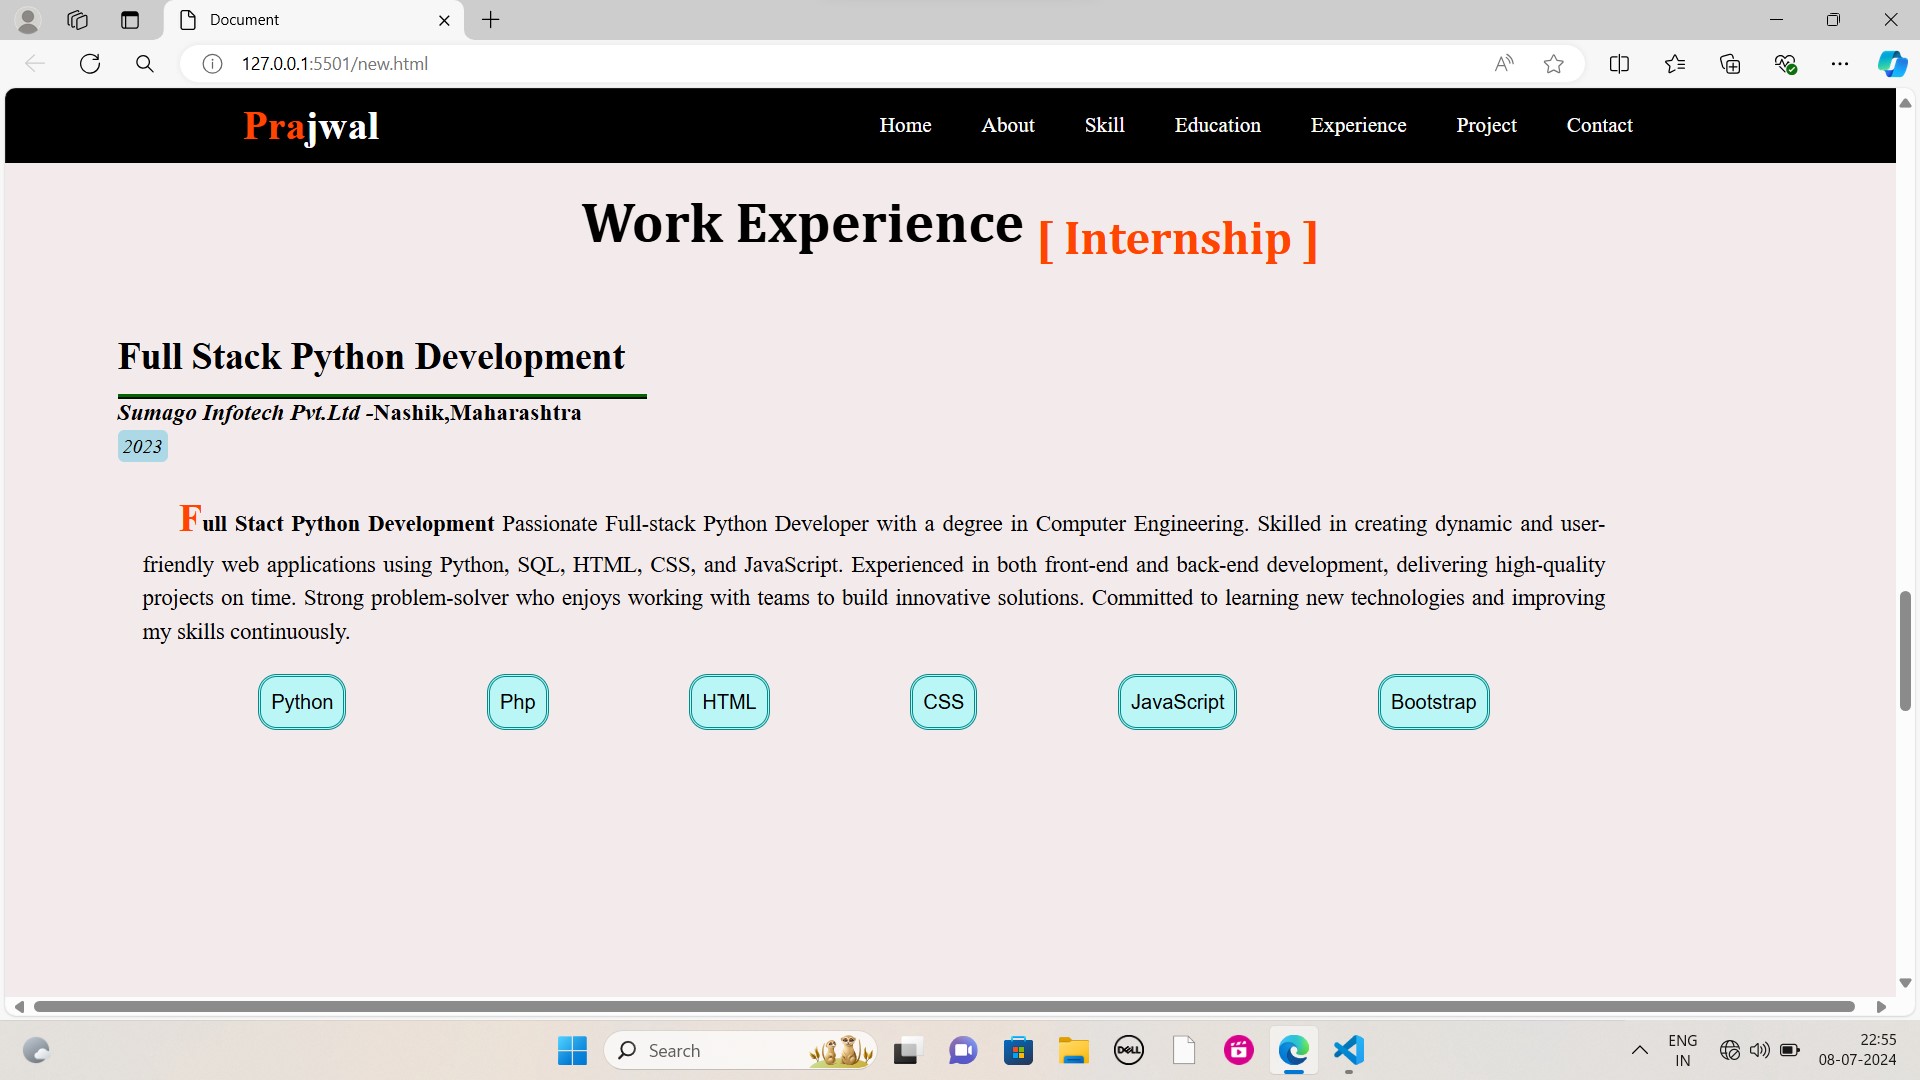 Document
127.0.0.1:5501/new.html
Prajwal
Home About Skill Education Experience Project Contact
Work Experience [ Internship ]
Full Stack Python Development
Sumago Infotech Pvt.Ltd -Nashik,Maharashtra
2023
Full Stact Python Development Passionate Full-stack Python Developer with a degree in Computer Engineering. Skilled in creating dynamic and user-
friendly web applications using Python, SQL, HTML, CSS, and JavaScript. Experienced in both front-end and back-end development, delivering high-quality
projects on time. Strong problem-solver who enjoys working with teams to build innovative solutions. Committed to learning new technologies and improving
my skills continuously.
Python Php HTML CSS JavaScript Bootstrap
Search
DELL
ENG
IN
22:55
08-07-2024